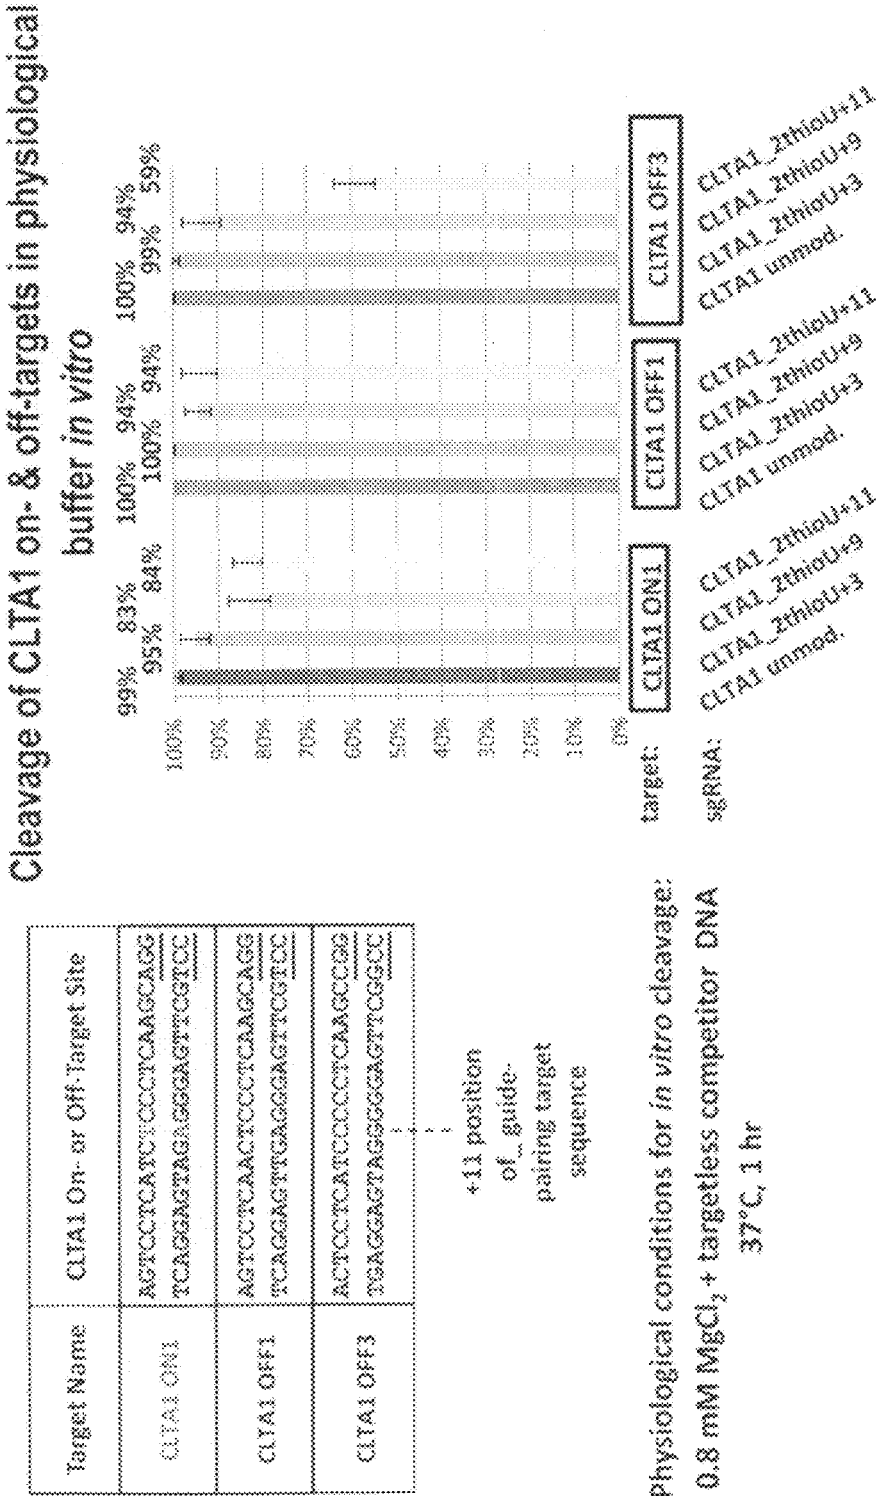 Cleavage of CLTA1 on- & off-targets in physiological
buffer in vitro
Target Name CLTA1 On- or Off-Target Site
CLTA1 ON1
AGTCCTCATCTCCCTCAAGCAGG
TCAGGAGTAGAGGGAGTTCGTCC
CLTA1 OFF1
AGTCCTCAACTCCCTCAAGCAGG
TCAGGAGTTGAGGGAGTTCGTCC
CLTA1 OFF3
ACTCCTCATCCCCCTCAAGCCGG
TGAGGAGTAGGGGGAGTTCGGCC
+11 position
of_ guide-
pairing target
sequence
Physiological conditions for in vitro cleavage:
0.8 mM MgCl₂ + targetless competitor DNA
37°C, 1 hr
99% 83% 100% 94% 100% 94%
95% 84% 100% 94% 99% 59%
100%
90%
80%
70%
60%
50%
40%
30%
20%
10%
0%
target: CLTA1 ON1 CLTA1 OFF1 CLTA1 OFF3
sgRNA:
CLTA1 unmod.
CLTA1_2thioU+3
CLTA1_2thioU+9
CLTA1_2thioU+11
CLTA1 unmod.
CLTA1_2thioU+3
CLTA1_2thioU+9
CLTA1_2thioU+11
CLTA1 unmod.
CLTA1_2thioU+3
CLTA1_2thioU+9
CLTA1_2thioU+11